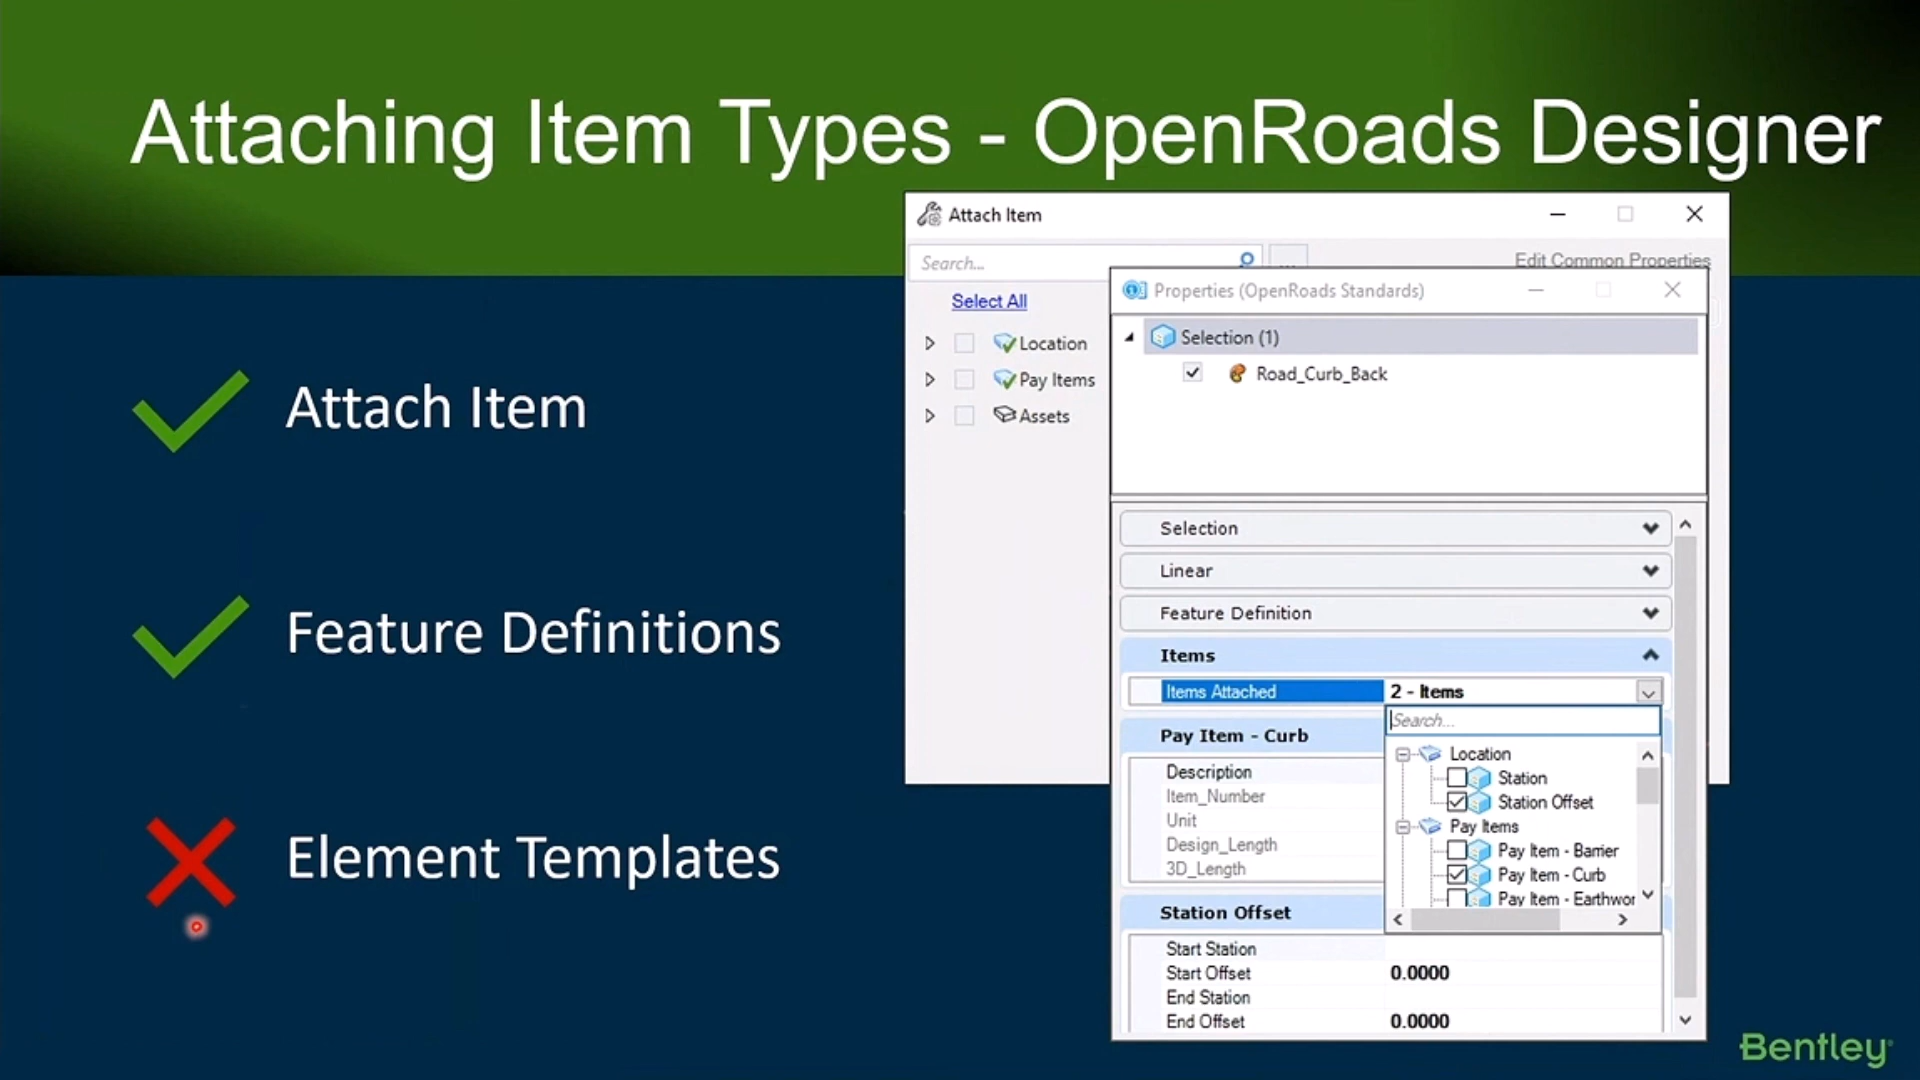 Attaching Item Types - OpenRoads Designer
Attach Item
Feature Definitions
Element Templates
Attach Item
Search...
...
Edit Common Properties
Select All
Location
Pay Items
Assets
Properties (OpenRoads Standards)
Selection (1)
Road_Curb_Back
Selection
Linear
Feature Definition
Items
Items Attached 2 - Items
Search...
Location
Station
Station Offset
Pay Items
Pay Item - Barrier
Pay Item - Curb
Pay Item - Earthwor
Pay Item - Curb
Description
Item_Number
Unit
Design_Length
3D_Length
Station Offset
Start Station
Start Offset 0.0000
End Station
End Offset 0.0000
Bentley